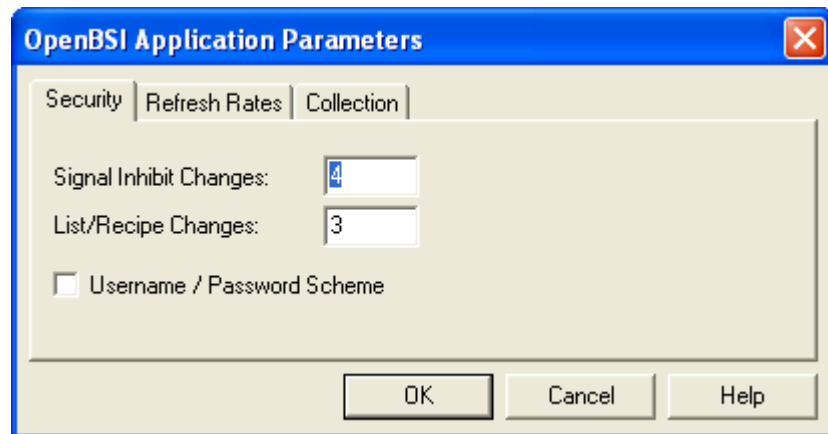 OpenBSI Application Parameters
Security Refresh Rates Collection
Signal Inhibit Changes: 4
List/Recipe Changes: 3
Username / Password Scheme
OK Cancel Help